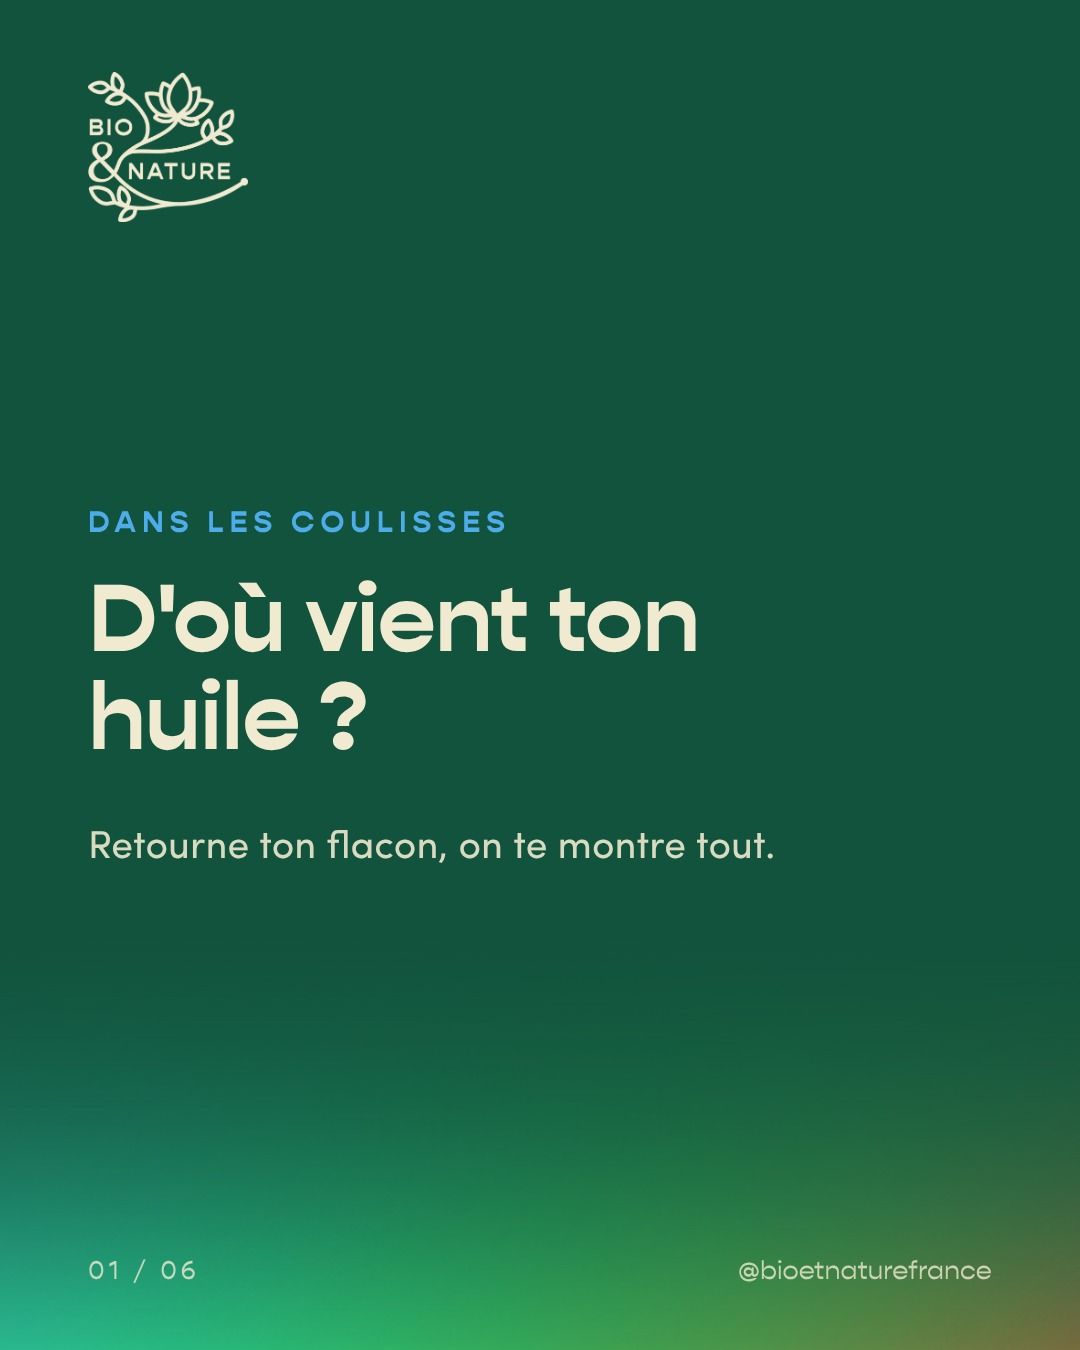 BIO
& NATURE
DANS LES COULISSES
D'où vient ton
huile ?
Retourne ton flacon, on te montre tout.
01 / 06
@bioetnaturefrance